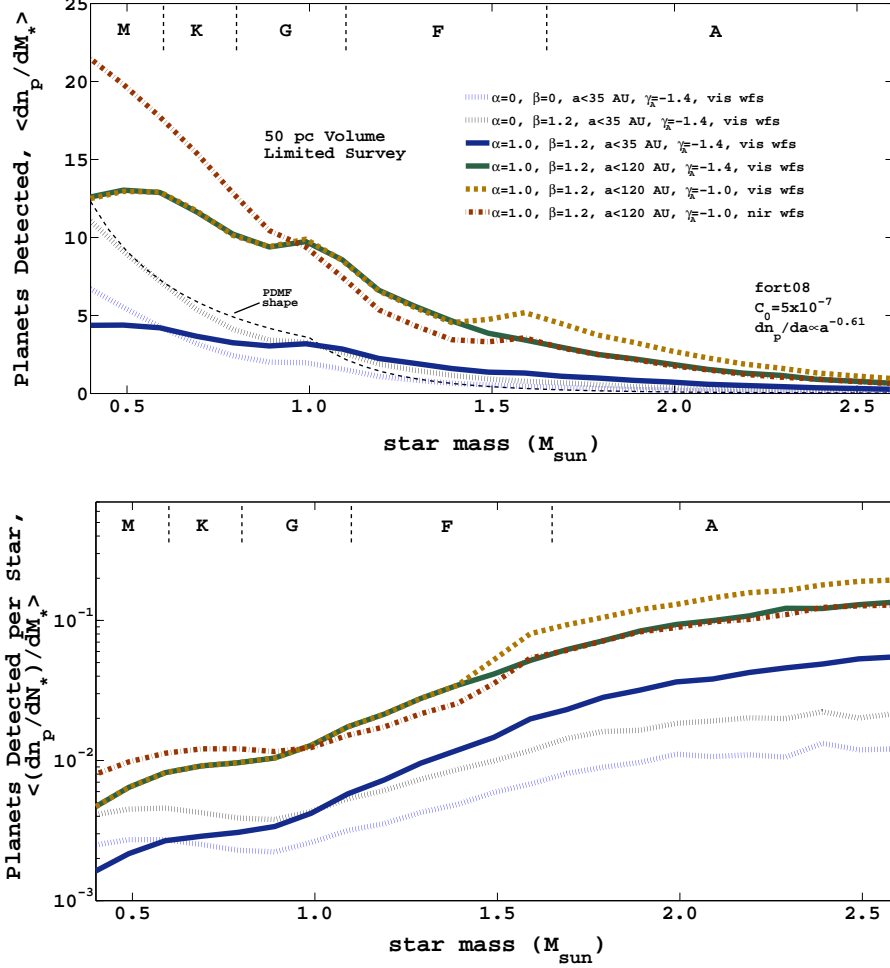 Planets Detected, <dn_p/dM_*>
25
20
15
10
5
0
M K G F A
50 pc Volume
Limited Survey
α=0, β=0, a<35 AU, γ_A=-1.4, vis wfs
α=0, β=1.2, a<35 AU, γ_A=-1.4, vis wfs
α=1.0, β=1.2, a<35 AU, γ_A=-1.4, vis wfs
α=1.0, β=1.2, a<120 AU, γ_A=-1.4, vis wfs
α=1.0, β=1.2, a<120 AU, γ_A=-1.0, vis wfs
α=1.0, β=1.2, a<120 AU, γ_A=-1.0, nir wfs
PDMF
shape
fort08
C_0=5x10^-7
dn_p/da∝a^-0.61
0.5 1.0 1.5 2.0 2.5
star mass (M_sun)
Planets Detected per Star,
<(dn_p/dN_*)/dM_*>
10^-1
10^-2
10^-3
M K G F A
0.5 1.0 1.5 2.0 2.5
star mass (M_sun)